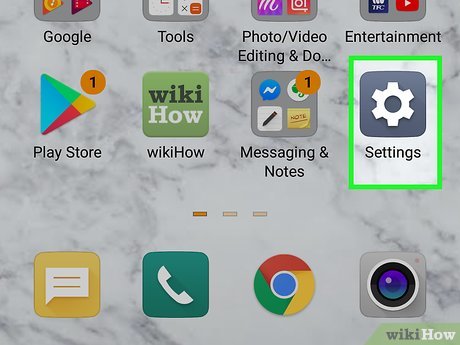 WTFC
Google
Tools
Photo/Video
Editing & Do...
Entertainment
1
wiki
How
1
NOTE
Play Store
wikiHow
Messaging &
Notes
Settings
wikiHow